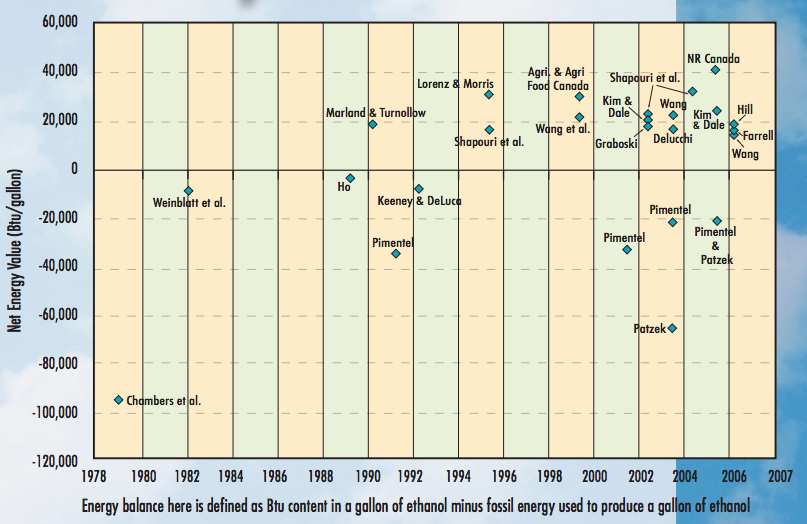 60,000
40,000
20,000
0
-20,000
-40,000
-60,000
-80,000
-100,000
-120,000
Net Energy Value (Btu/gallon)
NR Canada
Agri. & Agri
Food Canada
Shapouri et al.
Lorenz & Morris
Kim &
Dale
Wang
Kim
& Dale
Hill
Marland & Turnollow
Wang et al.
Shapouri et al.
Graboski
Delucchi
Farrell
Wang
Ho
Weinblatt et al.
Keeney & DeLuca
Pimentel
Pimentel
Pimentel
Pimentel
&
Patzek
Patzek
Chambers et al.
1978 1980 1982 1984 1986 1988 1990 1992 1994 1996 1998 2000 2002 2004 2006 2007
Energy balance here is defined as Btu content in a gallon of ethanol minus fossil energy used to produce a gallon of ethanol